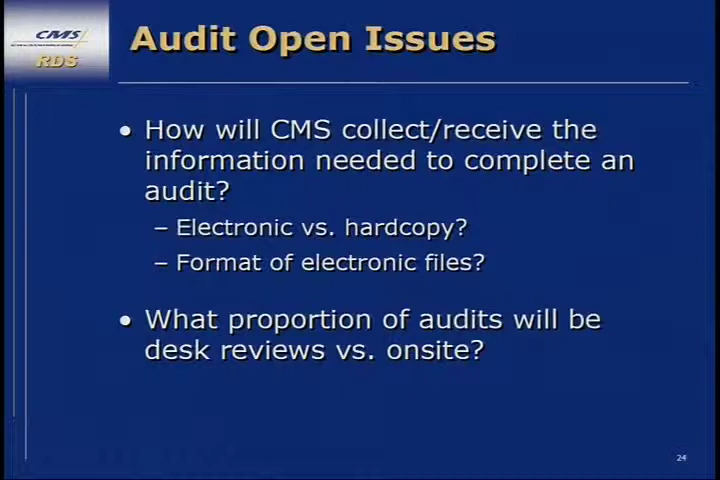 CMS
RDS
Audit Open Issues
• How will CMS collect/receive the
information needed to complete an
audit?
– Electronic vs. hardcopy?
– Format of electronic files?
• What proportion of audits will be
desk reviews vs. onsite?
24